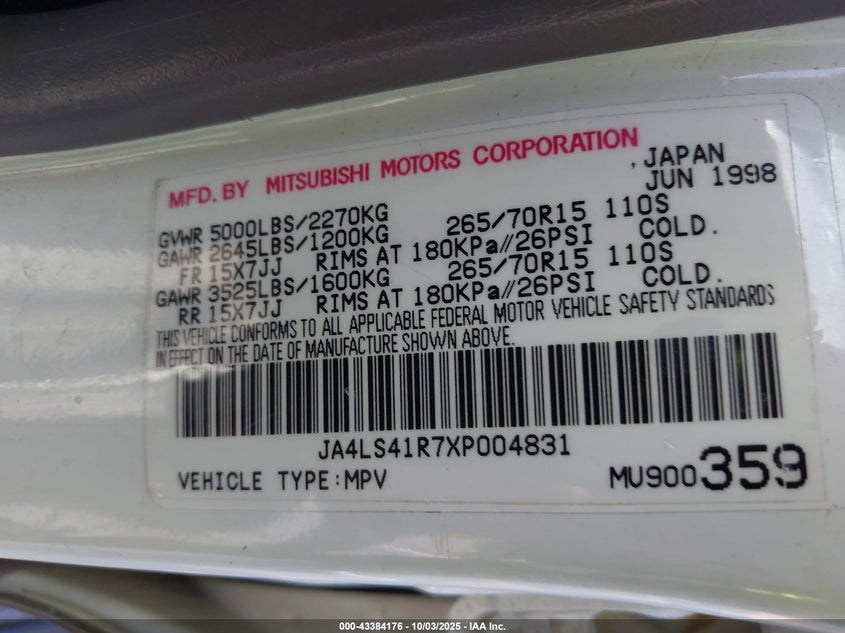 MFD. BY MITSUBISHI MOTORS CORPORATION
, JAPAN
JUN 1998
GVWR 5000LBS/2270KG
GAWR 2645LBS/1200KG 265/70R15 110S
FR 15X7JJ RIMS AT 180KPa//26PSI COLD.
GAWR 3525LBS/1600KG 265/70R15 110S
RR 15X7JJ RIMS AT 180KPa//26PSI COLD.
THIS VEHICLE CONFORMS TO ALL APPLICABLE FEDERAL MOTOR VEHICLE SAFETY STANDARDS
IN EFFECT ON THE DATE OF MANUFACTURE SHOWN ABOVE.
JA4LS41R7XP004831
VEHICLE TYPE:MPV MU900359
000-43384176 - 10/03/2025 - IAA Inc.